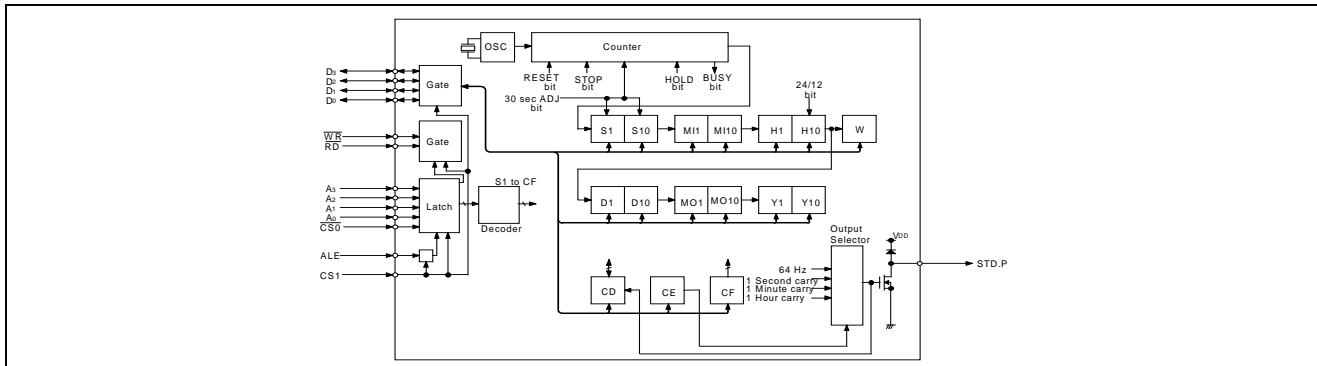 OSC
Counter
RESET
bit
STOP
bit
HOLD
bit
BUSY
bit
24/12
bit
30 sec ADJ
bit
D3
D2
D1
D0
Gate
WR
RD
Gate
S1
S10
MI1
MI10
H1
H10
W
A3
A2
A1
A0
CS0
Latch
S1 to CF
Decoder
D1
D10
MO1
MO10
Y1
Y10
ALE
CS1
CD
CE
CF
64 Hz
1 Second carry
1 Minute carry
1 Hour carry
Output
Selector
VDD
STD.P